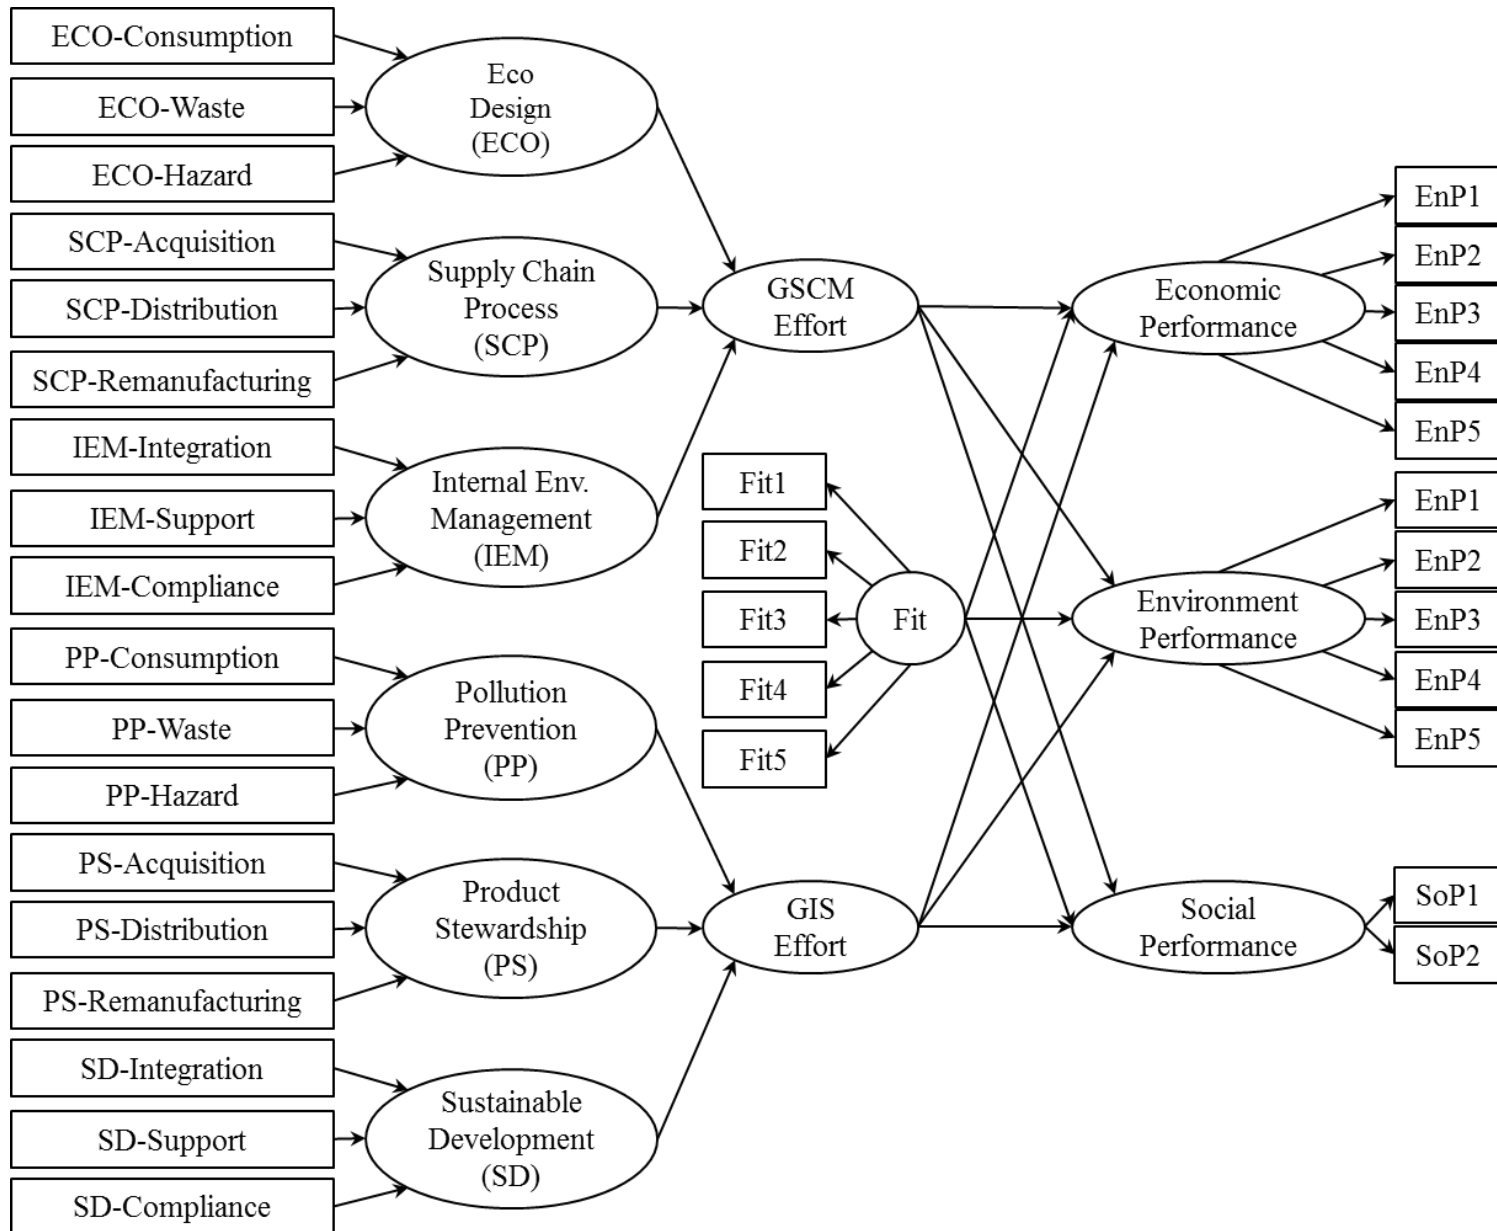 ECO-Consumption
ECO-Waste
ECO-Hazard
SCP-Acquisition
SCP-Distribution
SCP-Remanufacturing
IEM-Integration
IEM-Support
IEM-Compliance
PP-Consumption
PP-Waste
PP-Hazard
PS-Acquisition
PS-Distribution
PS-Remanufacturing
SD-Integration
SD-Support
SD-Compliance
Eco
Design
(ECO)
Supply Chain
Process
(SCP)
Internal Env.
Management
(IEM)
Pollution
Prevention
(PP)
Product
Stewardship
(PS)
Sustainable
Development
(SD)
GSCM
Effort
Fit1
Fit2
Fit3
Fit4
Fit5
Fit
GIS
Effort
Economic
Performance
Environment
Performance
Social
Performance
EnP1
EnP2
EnP3
EnP4
EnP5
EnP1
EnP2
EnP3
EnP4
EnP5
SoP1
SoP2